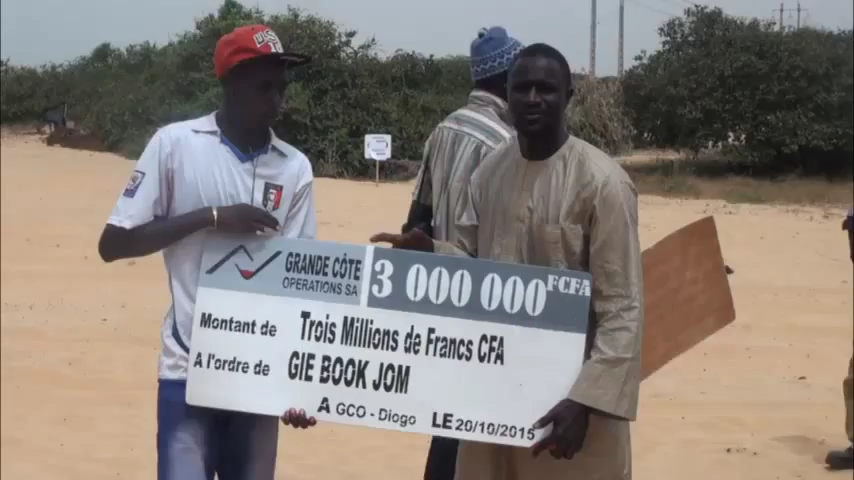 GRANDE CÔTE
OPERATIONS SA
3 000 000 FCFA
Montant de Trois Millions de Francs CFA
A l'ordre de GIE BOOK JOM
A GCO - Diogo LE 20/10/2015